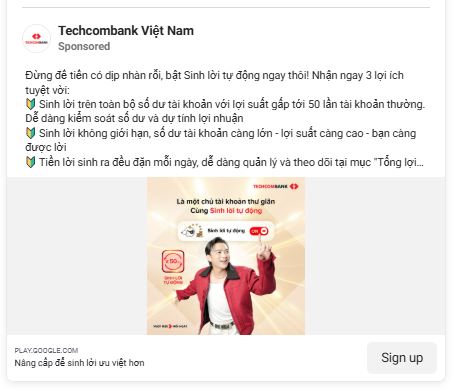 TECHCOMBANK
Techcombank Việt Nam
Sponsored
Đừng để tiền có dịp nhàn rỗi, bật Sinh lời tự động ngay thôi! Nhận ngay 3 lợi ích
tuyệt vời:
🔰 Sinh lời trên toàn bộ số dư tài khoản với lợi suất gấp tới 50 lần tài khoản thường.
Dễ dàng kiểm soát số dư và dự tính lợi nhuận
🔰 Sinh lời không giới hạn, số dư tài khoản càng lớn - lợi suất càng cao - bạn càng
được lời
🔰 Tiền lời sinh ra đều đặn mỗi ngày, dễ dàng quản lý và theo dõi tại mục "Tổng lợi...
TECHCOMBANK
Là một chủ tài khoản thư giãn
Cùng Sinh lời tự động
Sinh lời tự động ON
50
SINH LỜI
TỰ ĐỘNG
PLAY.GOOGLE.COM
Nâng cấp để sinh lời ưu việt hơn
Sign up